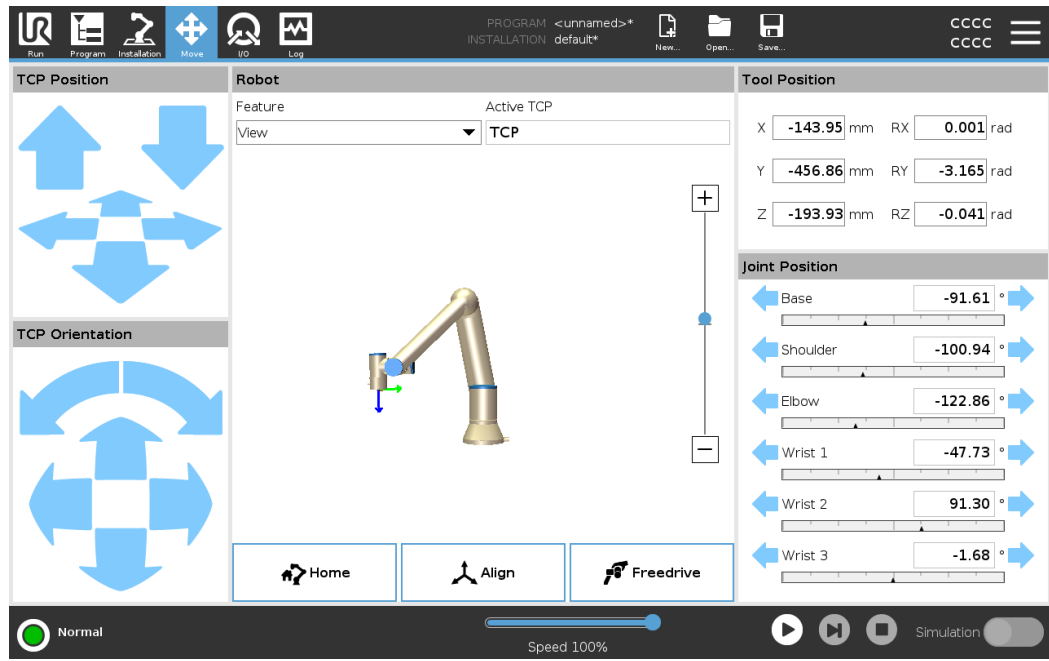 UR
Run
Program
Installation
Move
I/O
Log
PROGRAM <unnamed>*
INSTALLATION default*
New...
Open...
Save...
CCCC
CCCC
TCP Position
TCP Orientation
Robot
Feature
Active TCP
View
TCP
Home
Align
Freedrive
Tool Position
X -143.95 mm RX 0.001 rad
Y -456.86 mm RY -3.165 rad
Z -193.93 mm RZ -0.041 rad
Joint Position
Base -91.61 °
Shoulder -100.94 °
Elbow -122.86 °
Wrist 1 -47.73 °
Wrist 2 91.30 °
Wrist 3 -1.68 °
Normal
Speed 100%
Simulation